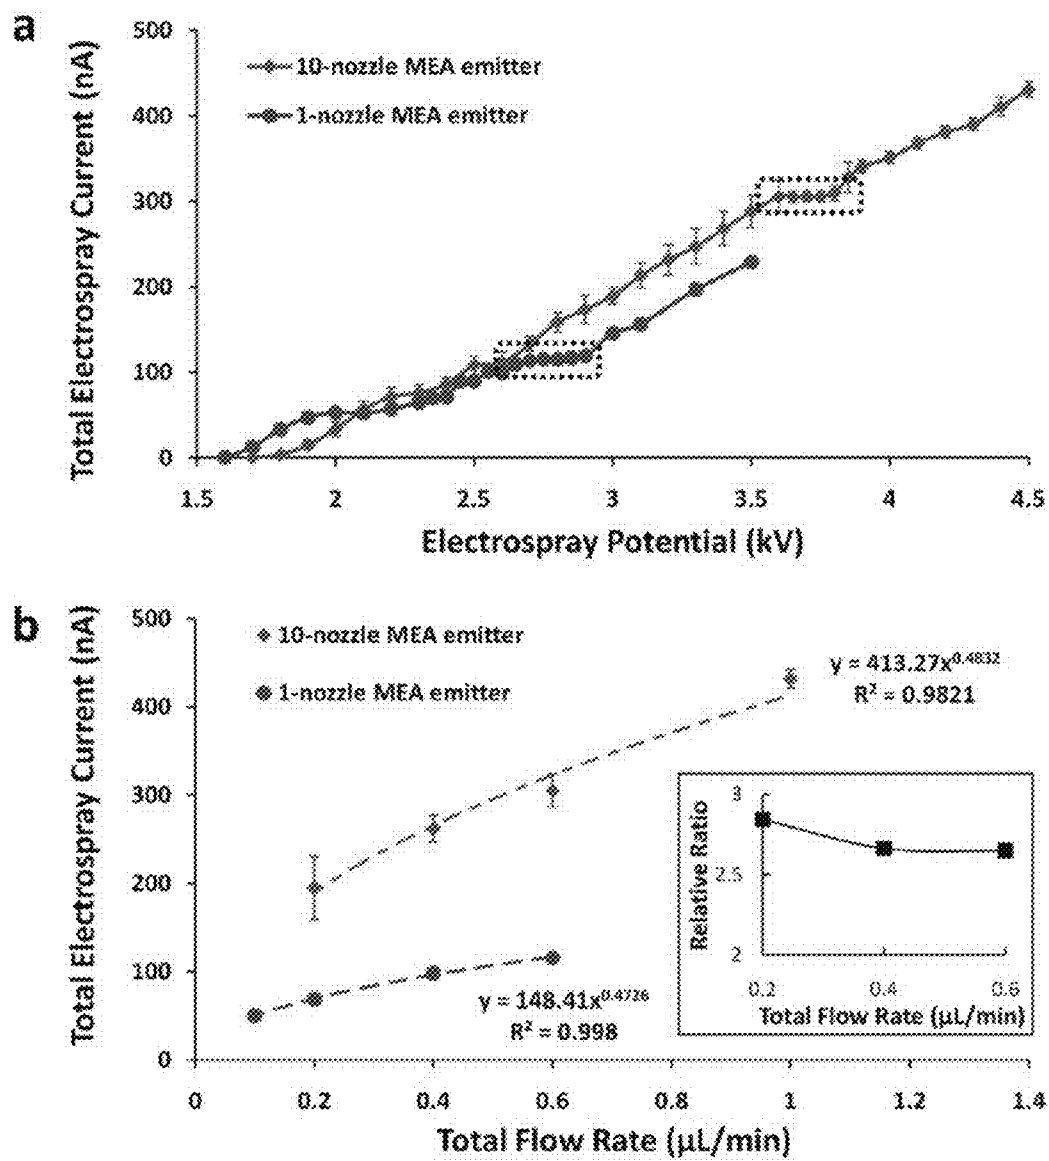 a
Total Electrospray Current (nA)
500
400
300
200
100
0
10-nozzle MEA emitter
1-nozzle MEA emitter
1.5 2 2.5 3 3.5 4 4.5
Electrospray Potential (kV)
b
Total Electrospray Current (nA)
500
400
300
200
100
0
10-nozzle MEA emitter
1-nozzle MEA emitter
y = 413.27x^0.4832
R² = 0.9821
y = 148.41x^0.4726
R² = 0.998
Relative Ratio
3
2.5
2
0.2 0.4 0.6
Total Flow Rate (µL/min)
0 0.2 0.4 0.6 0.8 1 1.2 1.4
Total Flow Rate (µL/min)